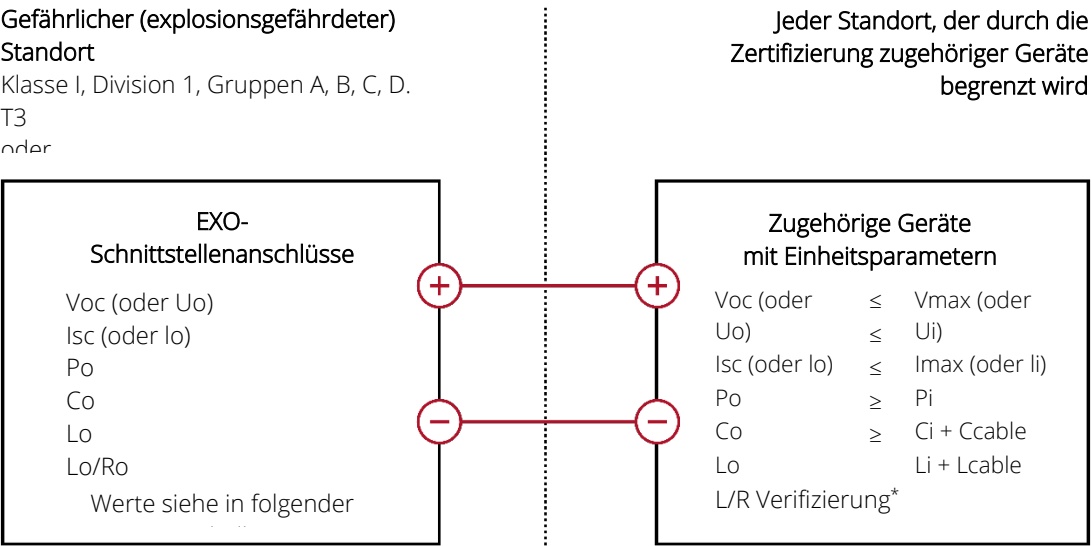 Gefährlicher (explosionsgefährdeter)
Standort
Klasse I, Division 1, Gruppen A, B, C, D.
T3
oder
Jeder Standort, der durch die
Zertifizierung zugehöriger Geräte
begrenzt wird
EXO-
Schnittstellenanschlüsse
Voc (oder Uo)
Isc (oder lo)
Po
Co
Lo
Lo/Ro
Werte siehe in folgender
+
+
−
−
Zugehörige Geräte
mit Einheitsparametern
Voc (oder ≤ Vmax (oder
Uo) ≤ Ui)
Isc (oder lo) ≤ Imax (oder li)
Po ≥ Pi
Co ≥ Ci + Ccable
Lo Li + Lcable
L/R Verifizierung*